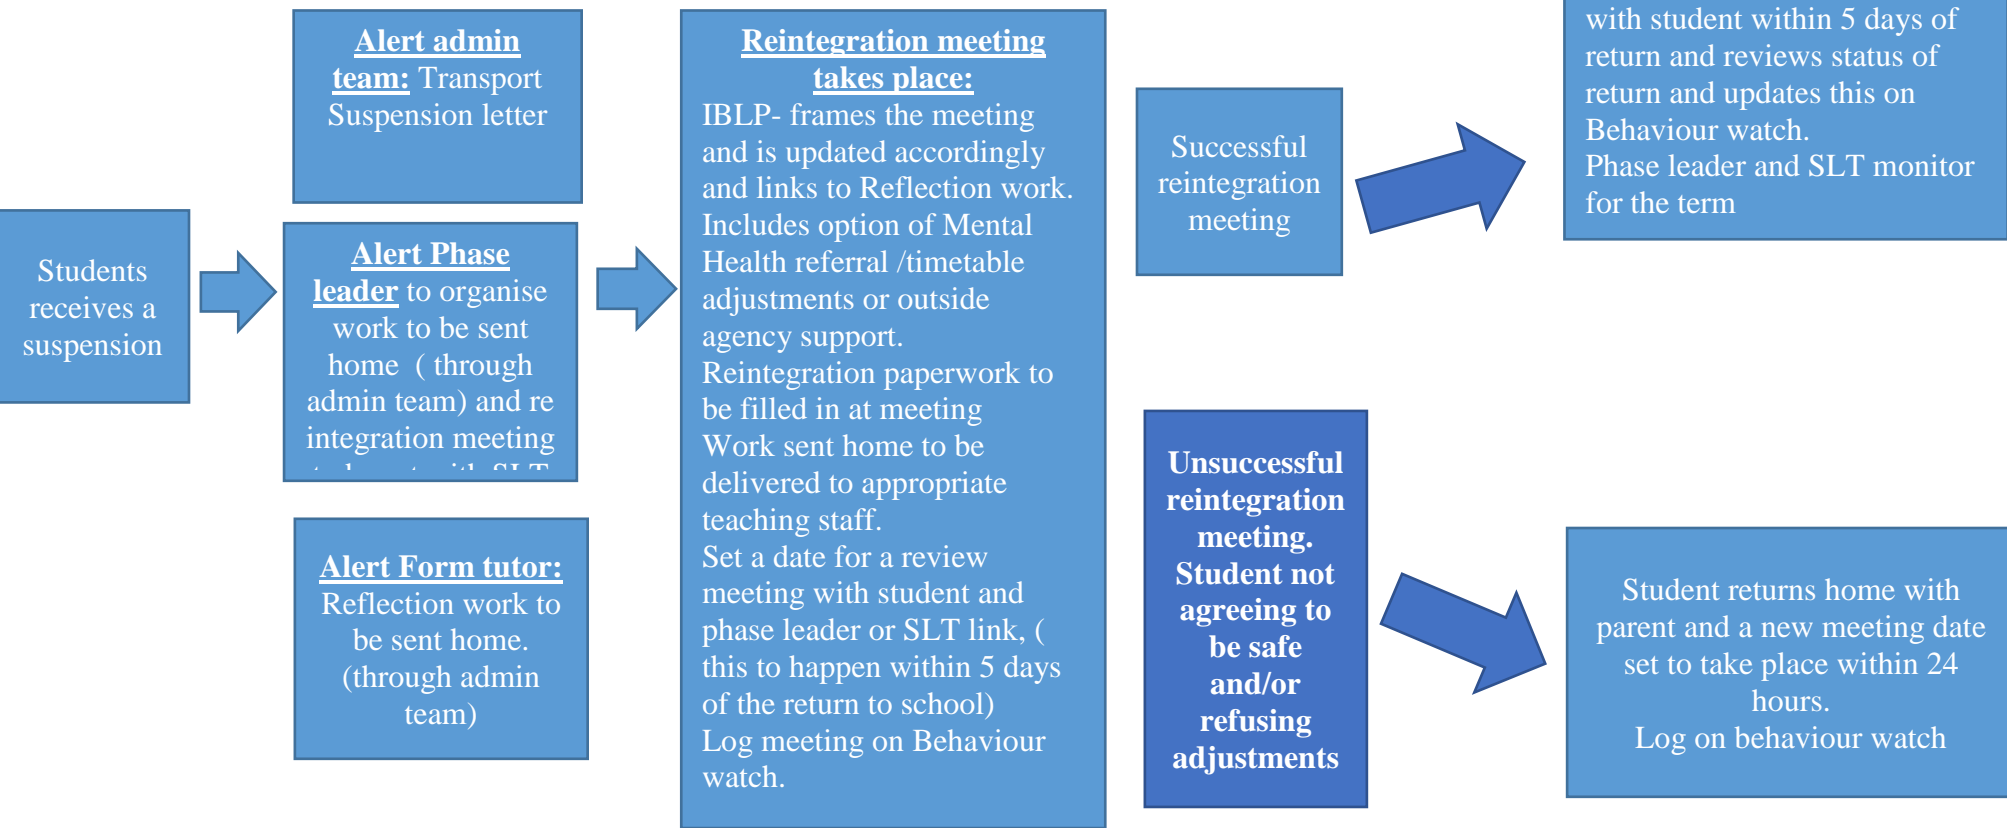 Students
receives a
suspension
Alert admin
team: Transport
Suspension letter
Alert Phase
leader to organise
work to be sent
home ( through
admin team) and re
integration meeting
Alert Form tutor:
Reflection work to
be sent home.
(through admin
team)
Reintegration meeting
takes place:
IBLP- frames the meeting
and is updated accordingly
and links to Reflection work.
Includes option of Mental
Health referral /timetable
adjustments or outside
agency support.
Reintegration paperwork to
be filled in at meeting
Work sent home to be
delivered to appropriate
teaching staff.
Set a date for a review
meeting with student and
phase leader or SLT link, (
this to happen within 5 days
of the return to school)
Log meeting on Behaviour
watch.
Successful
reintegration
meeting
with student within 5 days of
return and reviews status of
return and updates this on
Behaviour watch.
Phase leader and SLT monitor
for the term
Unsuccessful
reintegration
meeting.
Student not
agreeing to
be safe
and/or
refusing
adjustments
Student returns home with
parent and a new meeting date
set to take place within 24
hours.
Log on behaviour watch